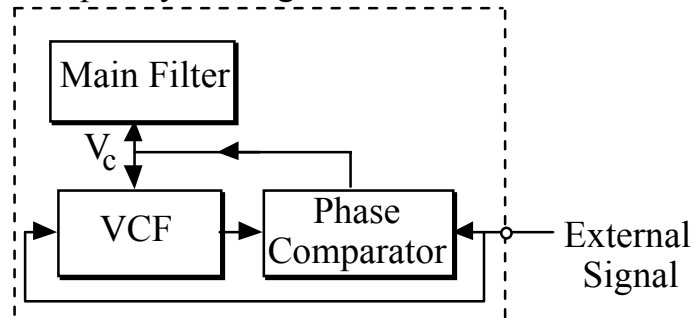 Main Filter
V_c
VCF
Phase
Comparator
External
Signal